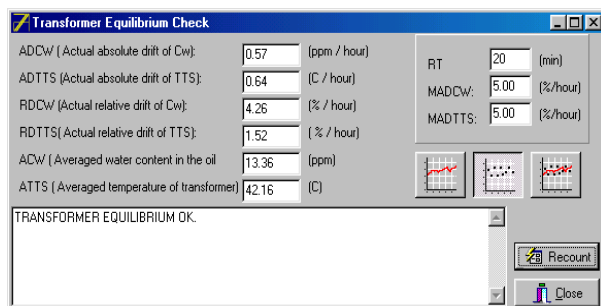 Transformer Equilibrium Check
ADCW ( Actual absolute drift of Cw): 0.57 (ppm / hour)
ADTTS (Actual absolute drift of TTS): 0.64 (C / hour)
RDCW (Actual relative drift of Cw): 4.26 (% / hour)
RDTTS( Actual relative drift of TTS): 1.52 ( % / hour)
ACW ( Averaged water content in the oil 13.36 (ppm)
ATTS ( Averaged temperature of transformer) 42.16 (C)
RT 20 (min)
MADCW: 5.00 (%/hour)
MADTTS: 5.00 (%/hour)
TRANSFORMER EQUILIBRIUM OK.
Recount
Close